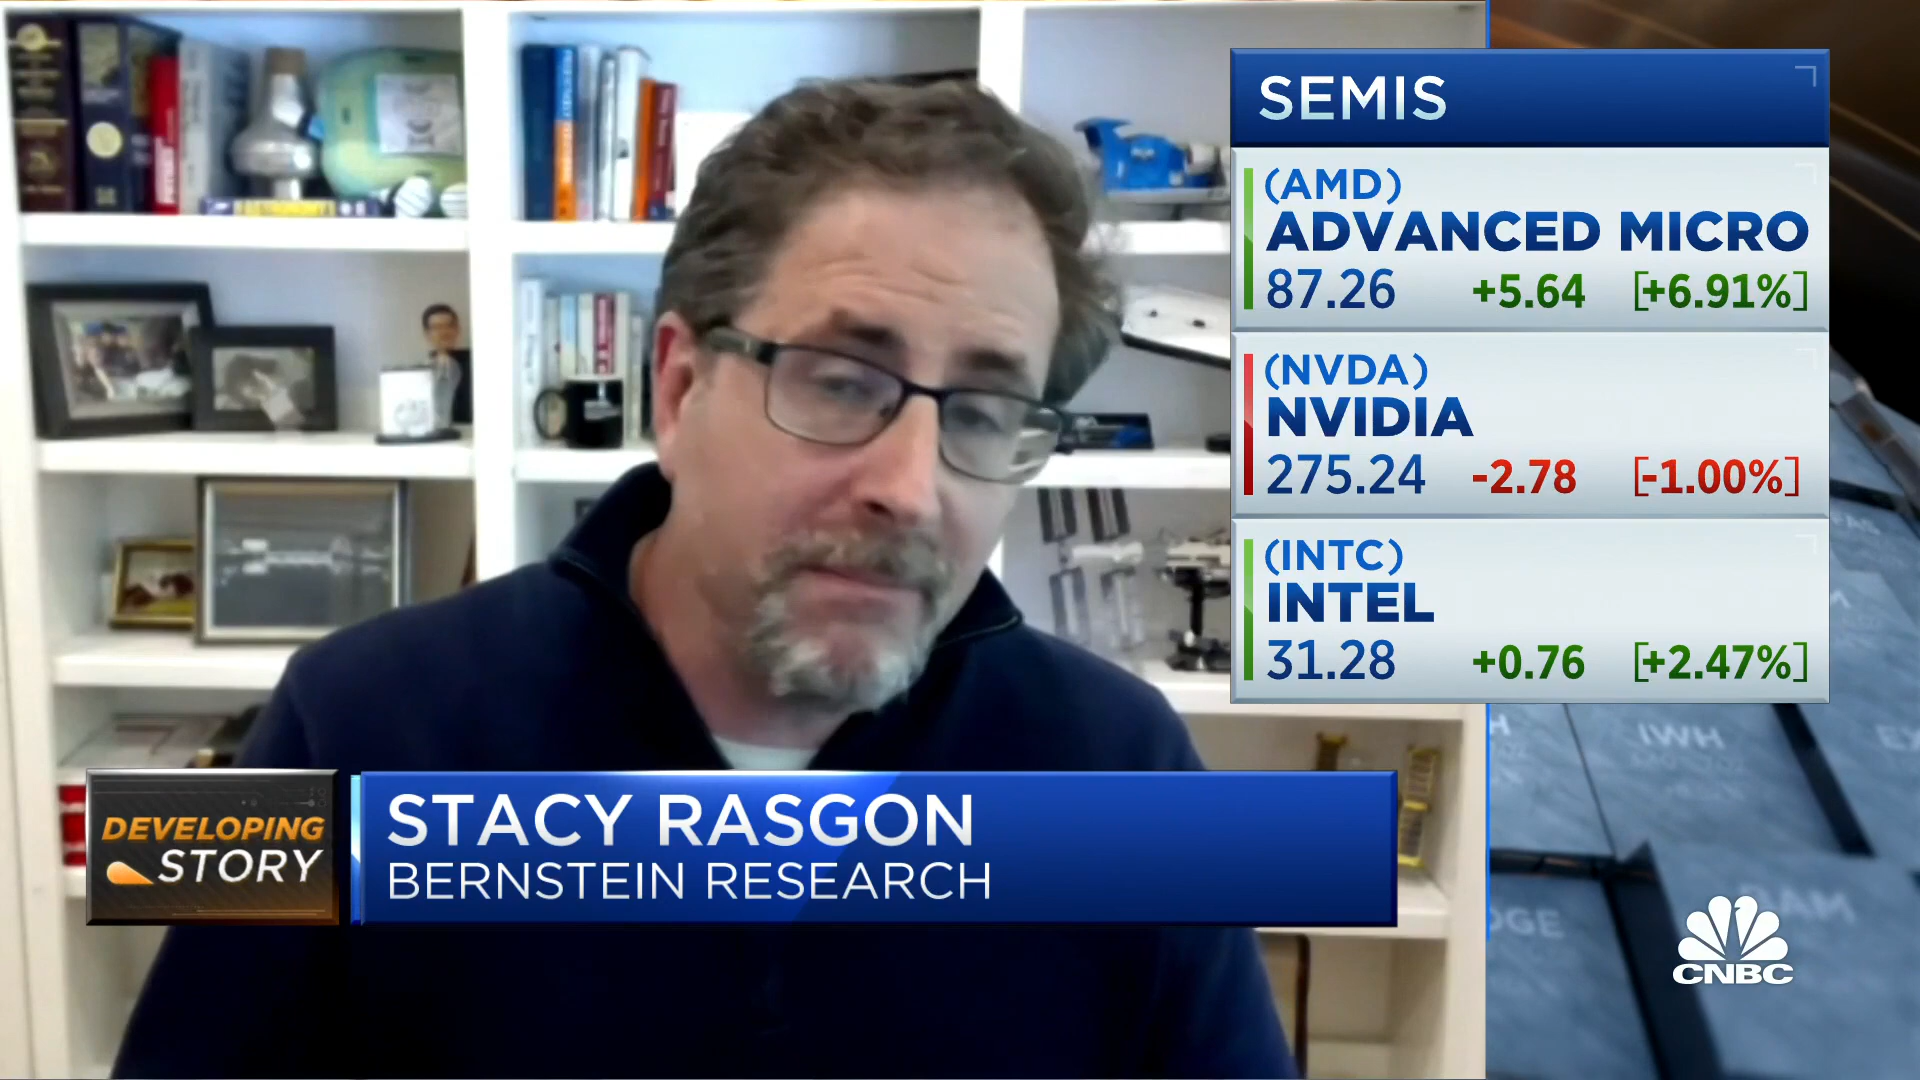 SEMIS
(AMD)
ADVANCED MICRO
87.26 +5.64 [+6.91%]
(NVDA)
NVIDIA
275.24 -2.78 [-1.00%]
(INTC)
INTEL
31.28 +0.76 [+2.47%]
IWH
DEVELOPING
STORY
STACY RASGON
BERNSTEIN RESEARCH
CNBC